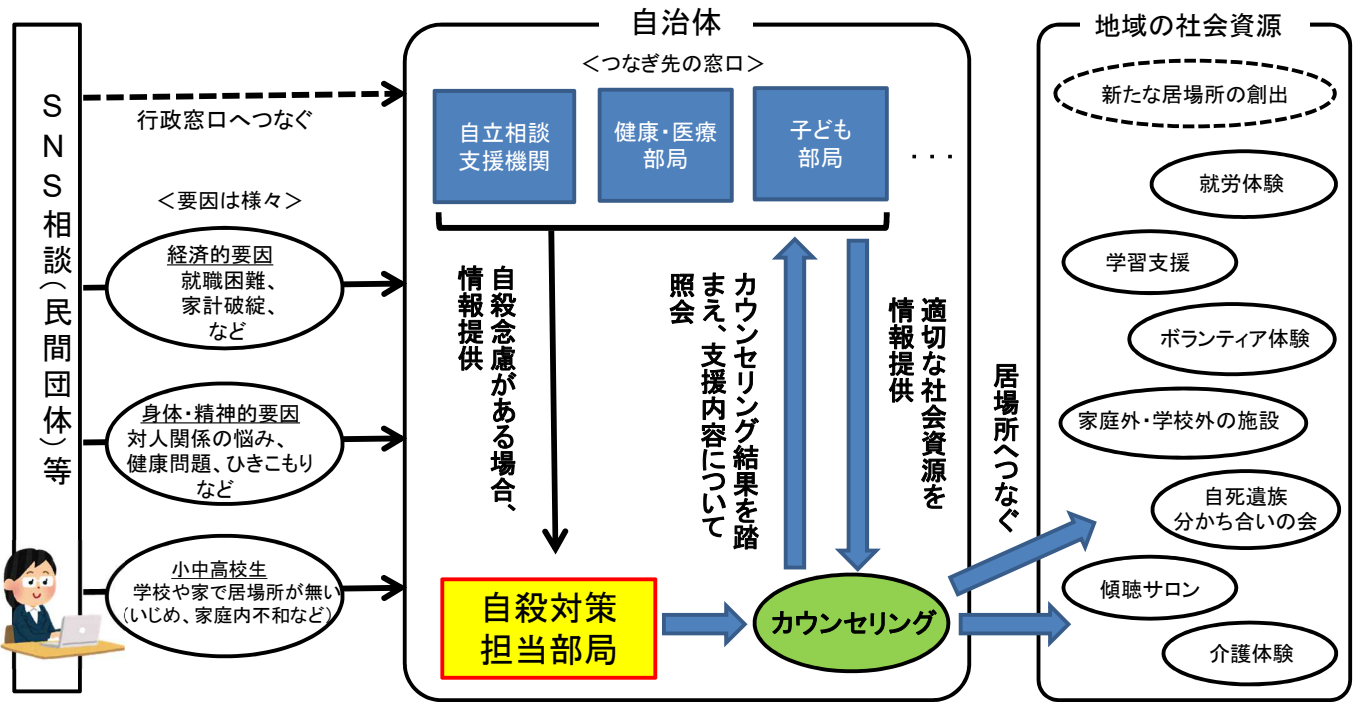 SNS相談(民間団体)等
行政窓口へつなぐ
<要因は様々>
経済的要因
就職困難、
家計破綻、
など
身体・精神的要因
対人関係の悩み、
健康問題、ひきこもり
など
小中高校生
学校や家で居場所が無い
(いじめ、家庭内不和など)
自治体
<つなぎ先の窓口>
自立相談
支援機関
健康・医療
部局
子ども
部局
・・・
自殺念慮がある場合、
情報提供
カウンセリング結果を踏
まえ、支援内容について
照会
適切な社会資源を
情報提供
自殺対策
担当部局
カウンセリング
居場所へつなぐ
地域の社会資源
新たな居場所の創出
就労体験
学習支援
ボランティア体験
家庭外・学校外の施設
自死遺族
分かち合いの会
傾聴サロン
介護体験